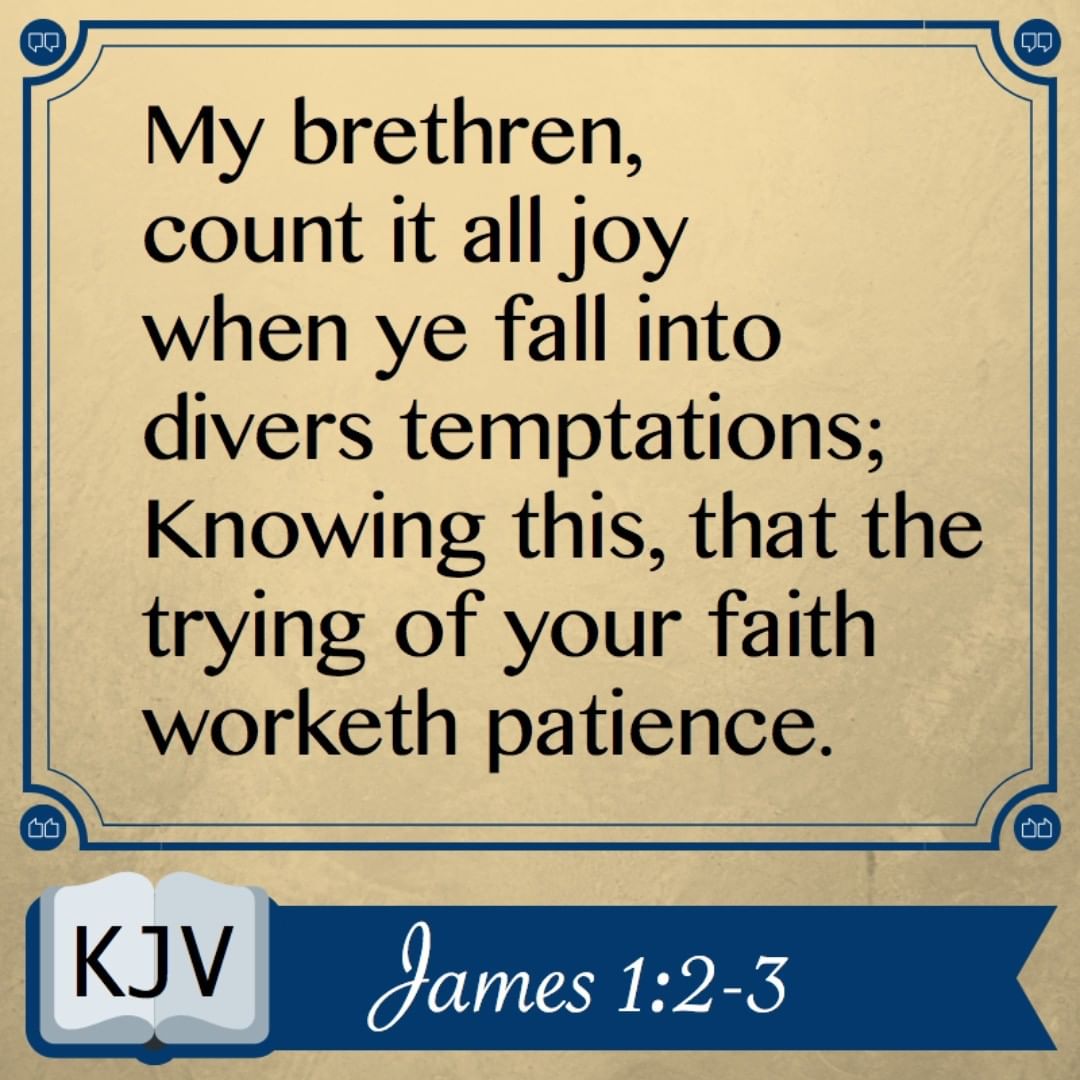 My brethren,
count it all joy
when ye fall into
divers temptations;
Knowing this, that the
trying of your faith
worketh patience.
KJV
James 1:2-3